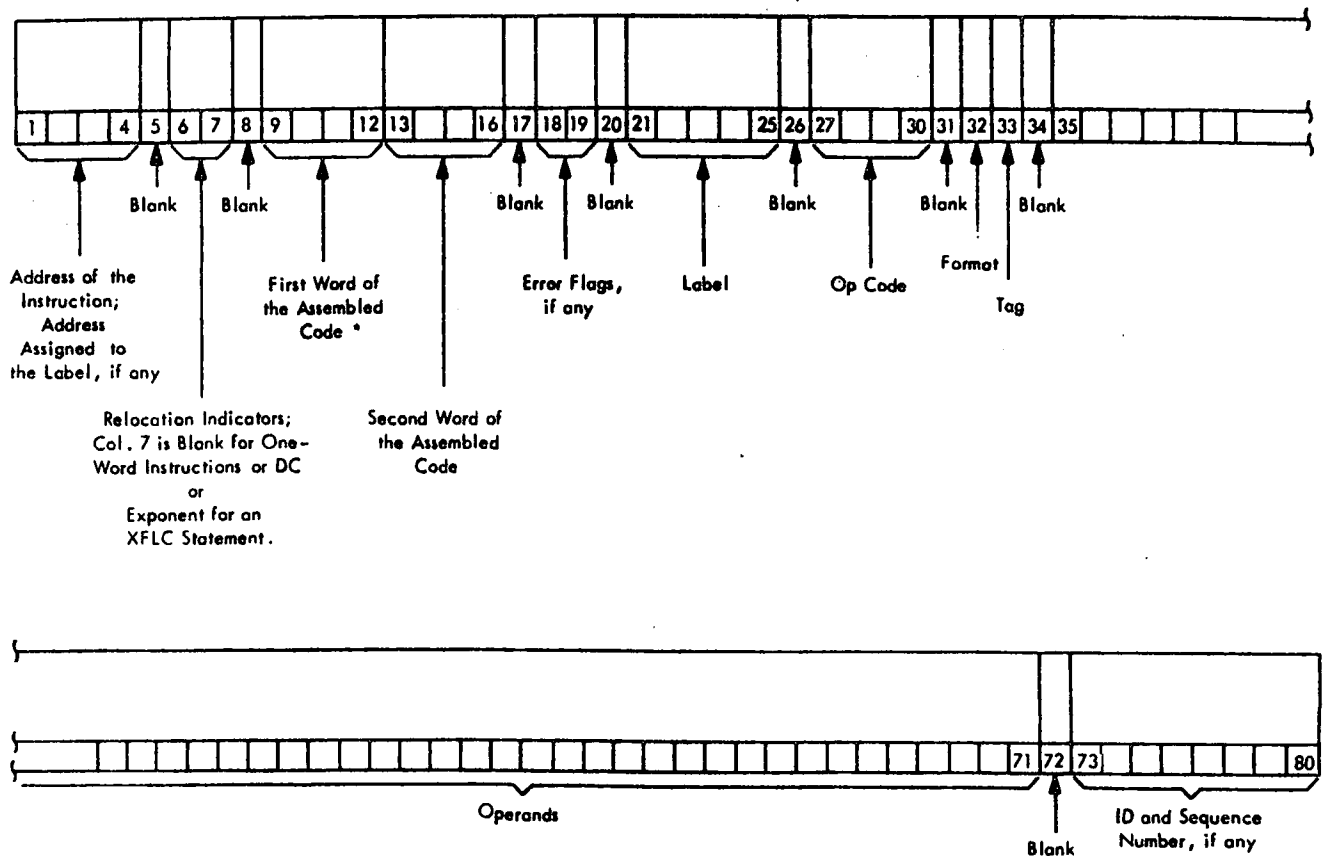 1 4 5 6 7 8 9 12 13 16 17 18 19 20 21 25 26 27 30 31 32 33 34 35
Blank Blank Blank Blank Blank Blank Blank
Address of the
Instruction;
Address
Assigned to
the Label, if any
First Word of
the Assembled
Code *
Error Flags,
if any
Label
Op Code
Format
Tag
Relocation Indicators;
Col. 7 is Blank for One-
Word Instructions or DC
or
Exponent for an
XFLC Statement.
Second Word of
the Assembled
Code
71 72 73 80
Operands
Blank
ID and Sequence
Number, if any